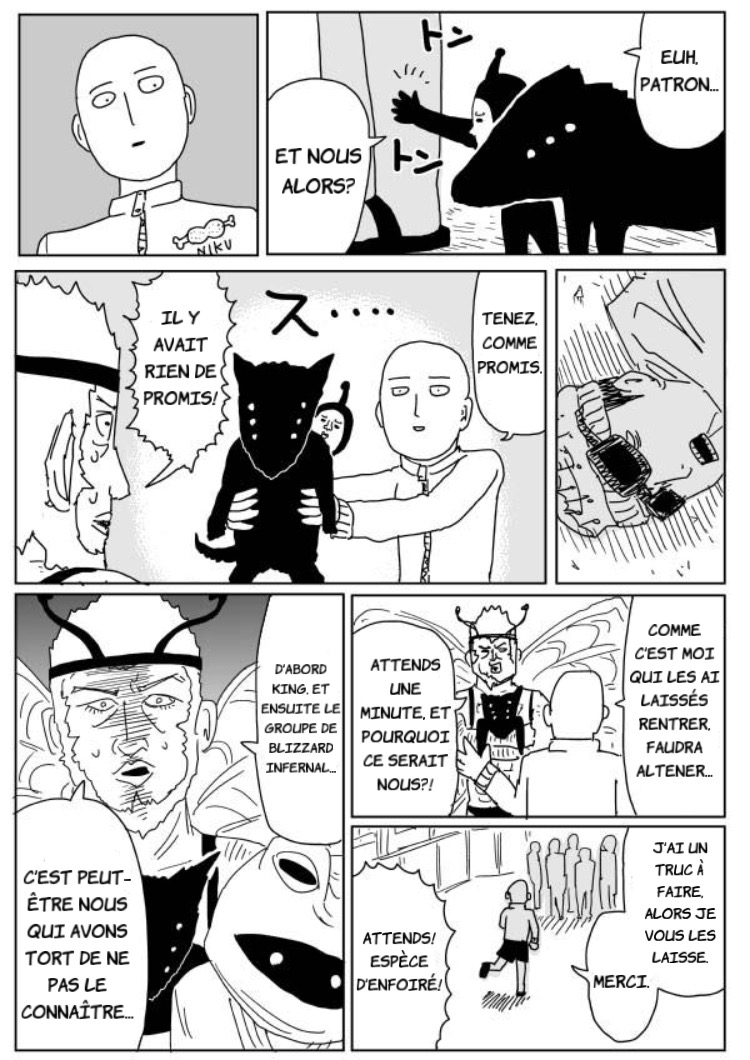 NIKU
トン
EUH,
PATRON...
ET NOUS
ALORS?
トン
IL Y
AVAIT
RIEN DE
PROMIS!
ス....
TENEZ,
COMME
PROMIS.
D'ABORD
KING, ET
ENSUITE LE
GROUPE DE
BLIZZARD
INFERNAL...
C'EST PEUT-
ÊTRE NOUS
QUI AVONS
TORT DE NE
PAS LE
CONNAÎTRE...
COMME
C'EST MOI
QUI LES AI
LAISSÉS
RENTRER,
FAUDRA
ALTENER...
ATTENDS
UNE
MINUTE, ET
POURQUOI
CE SERAIT
NOUS?!
J'AI UN
TRUC À
FAIRE,
ALORS JE
VOUS LES
LAISSE.
MERCI.
ATTENDS!
ESPÈCE
D'ENFOIRÉ!